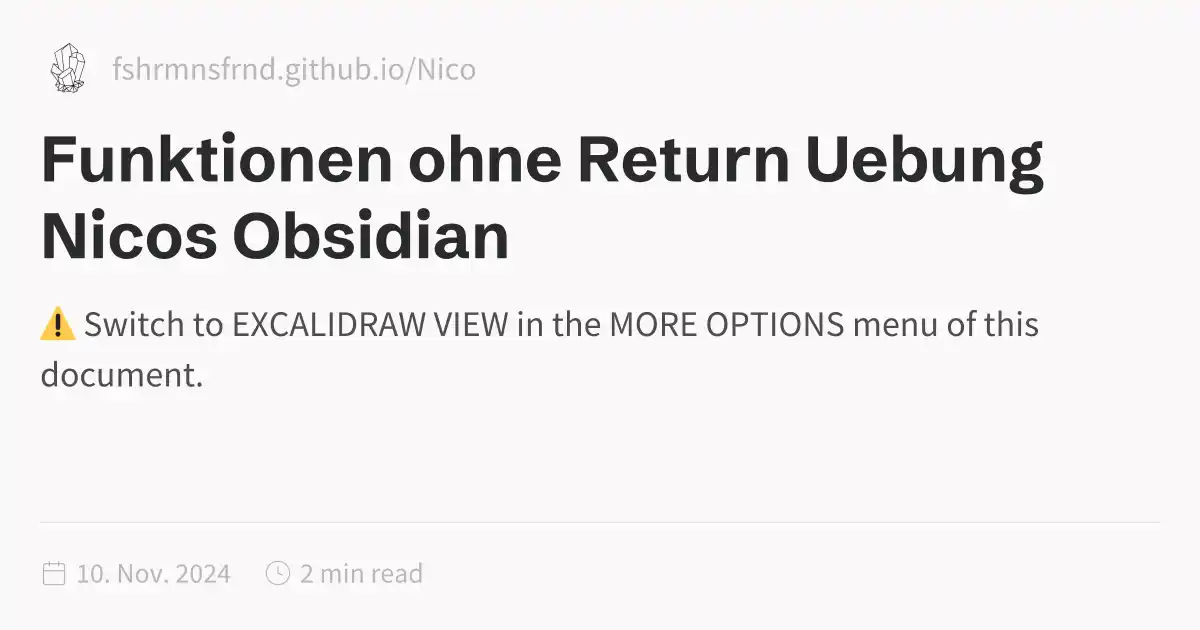 fshrmnsfrnd.github.io/Nico
Funktionen ohne Return Uebung
Nicos Obsidian
⚠️ Switch to EXCALIDRAW VIEW in the MORE OPTIONS menu of this
document.
10. Nov. 2024 2 min read